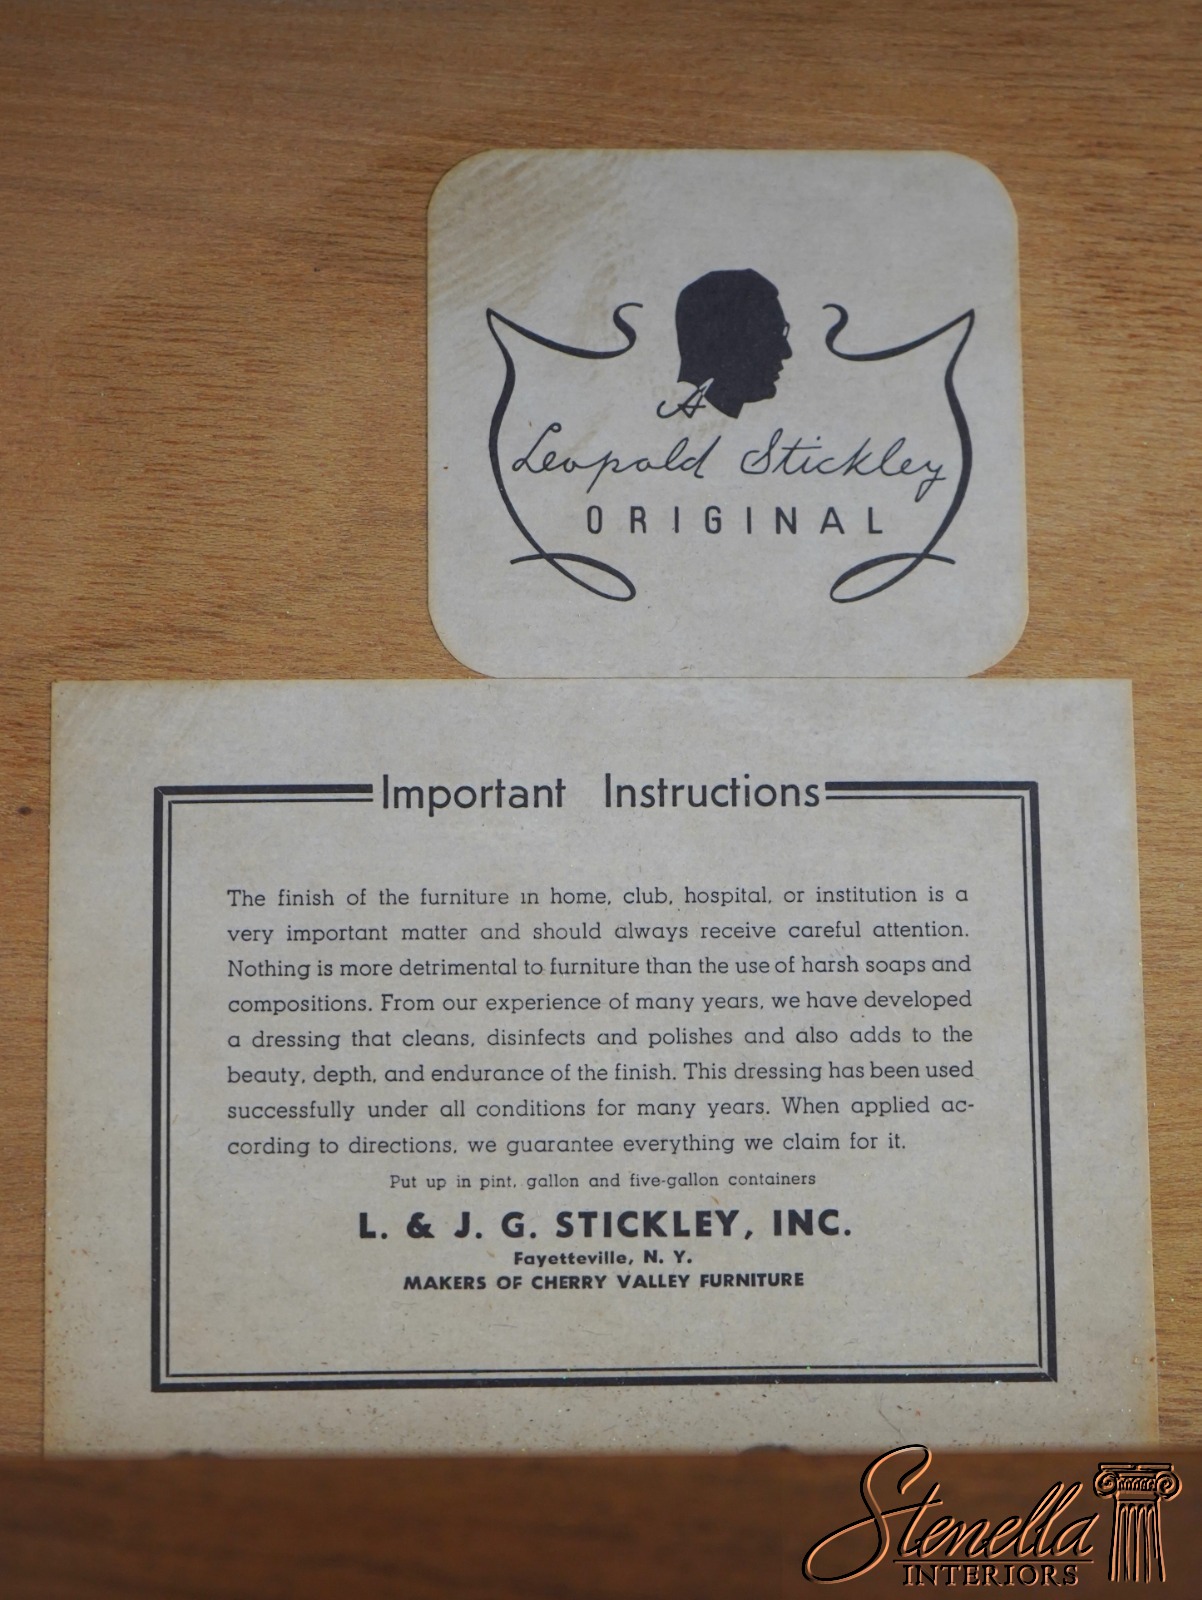 A
Leopold Stickley
ORIGINAL
Important Instructions
The finish of the furniture in home, club, hospital, or institution is a
very important matter and should always receive careful attention.
Nothing is more detrimental to furniture than the use of harsh soaps and
compositions. From our experience of many years, we have developed
a dressing that cleans, disinfects and polishes and also adds to the
beauty, depth, and endurance of the finish. This dressing has been used
successfully under all conditions for many years. When applied ac-
cording to directions, we guarantee everything we claim for it.
Put up in pint, gallon and five-gallon containers
L. & J. G. STICKLEY, INC.
Fayetteville, N. Y.
MAKERS OF CHERRY VALLEY FURNITURE
Stenella
INTERIORS